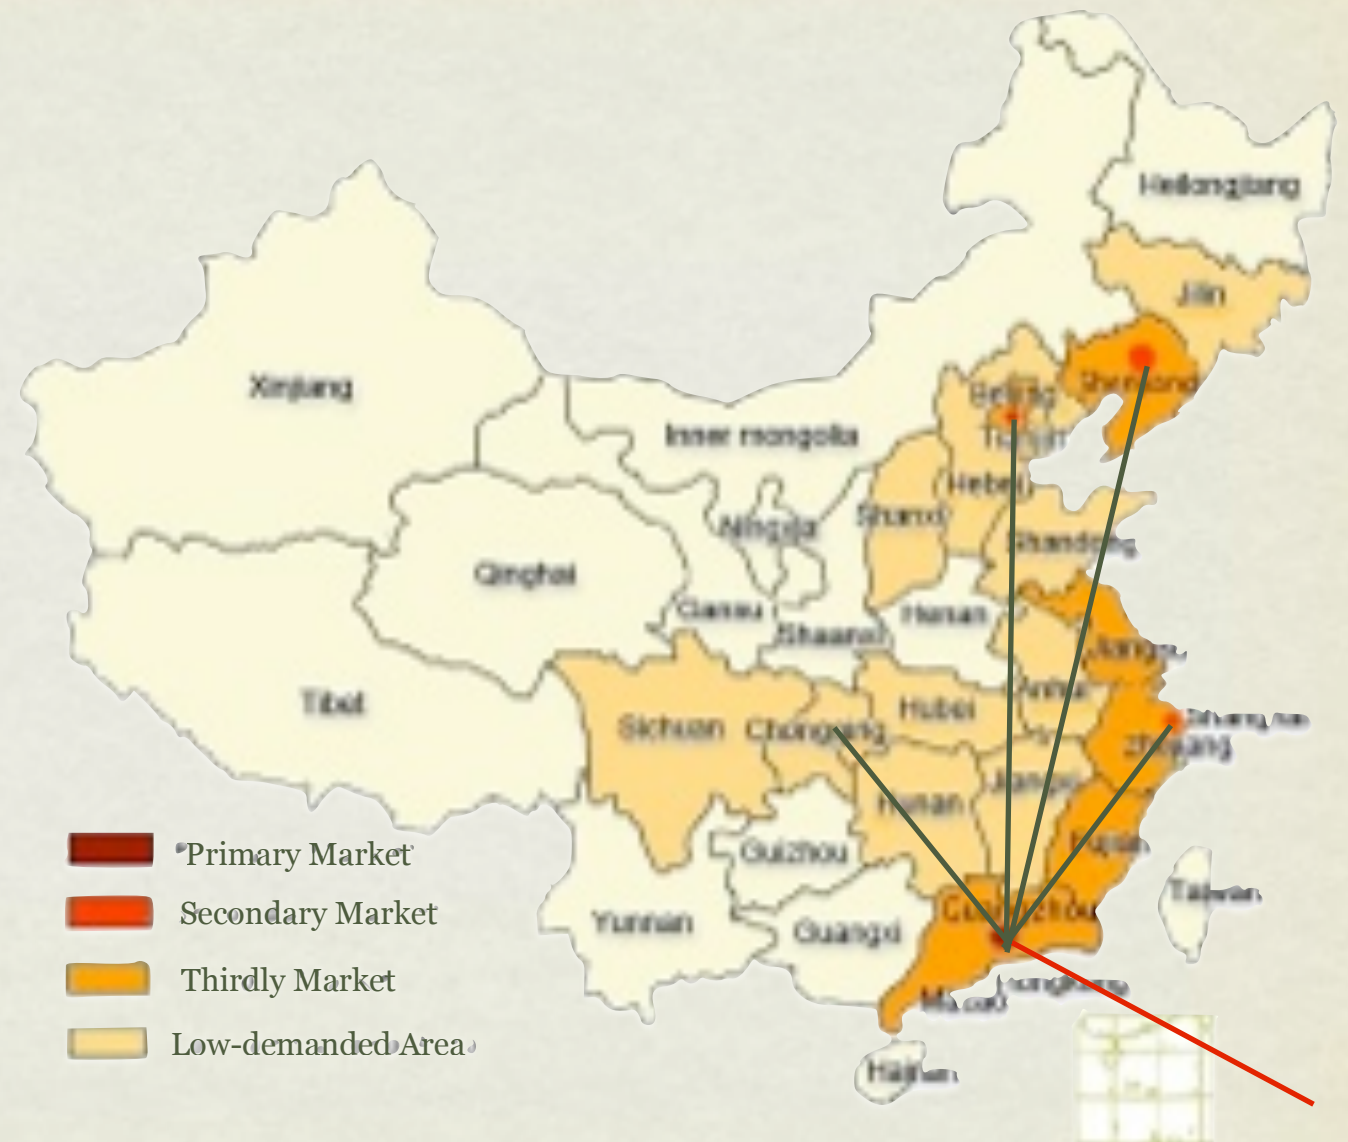 Heilongjiang
Jilin
Xinjiang
Beijing
Inner mongolia
Tianjin
Hebei
Shanxi
Ningxia
Shandong
Qinghai
Gansu
Henan
Shaanxi
Jiangsu
Tibet
Anhui
Hubei
Sichuan
Chongqing
Shanghai
Zhejiang
Jiangxi
Hunan
Fujian
Guizhou
Primary Market
Taiwan
Secondary Market
Guangzhou
Yunnan
Guangxi
Thirdly Market
Hongkong
Macao
Low-demanded Area
Hainan